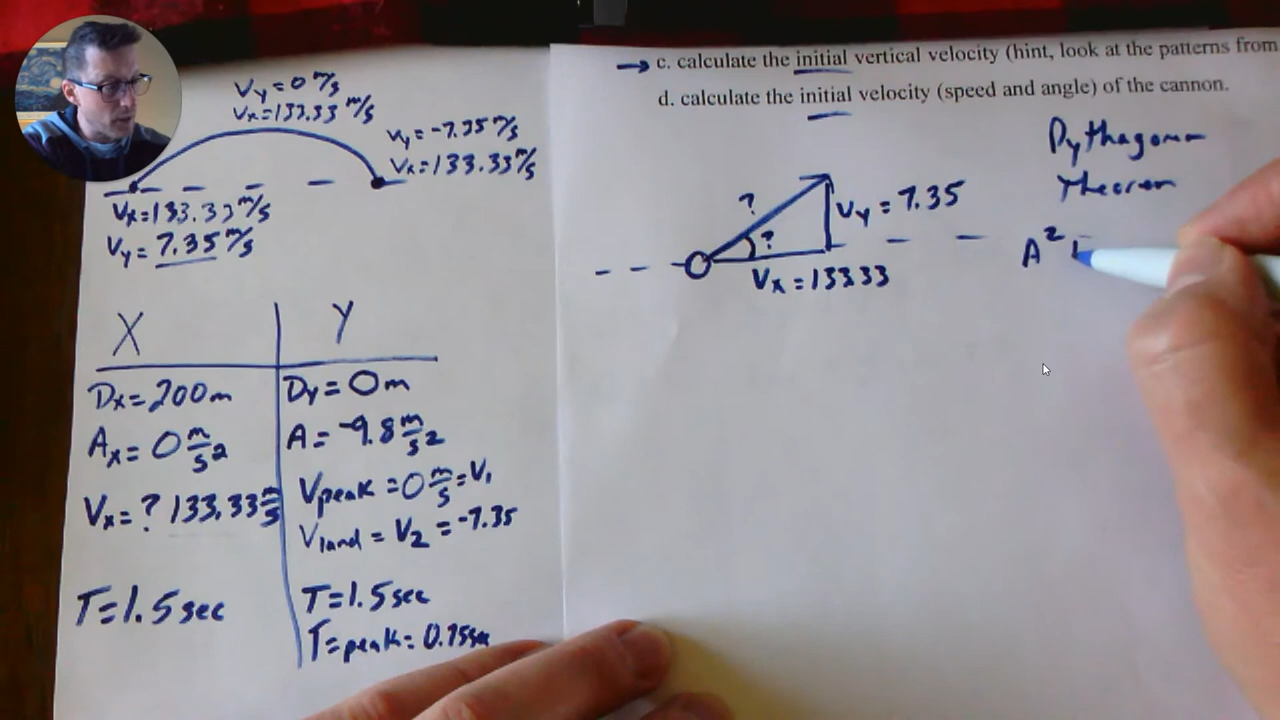 Vy = 0 m/s
Vx = 133.33 m/s
Vy = -7.35 m/s
Vx = 133.33 m/s
Vx = 133.33 m/s
Vy = 7.35 m/s
X Y
Dx = 200m
Ax = 0 m/s2
Vx = ? 133.33 m/s
T = 1.5 sec
Dy = 0m
A = -9.8 m/s2
Vpeak = 0 m/s = V1
Vland = V2 = -7.35
T = 1.5 sec
T = peak = 0.75 sec
→ c. calculate the initial vertical velocity (hint, look at the patterns from
d. calculate the initial velocity (speed and angle) of the cannon.
?
?
Vy = 7.35
Vx = 133.33
Theorem
A²